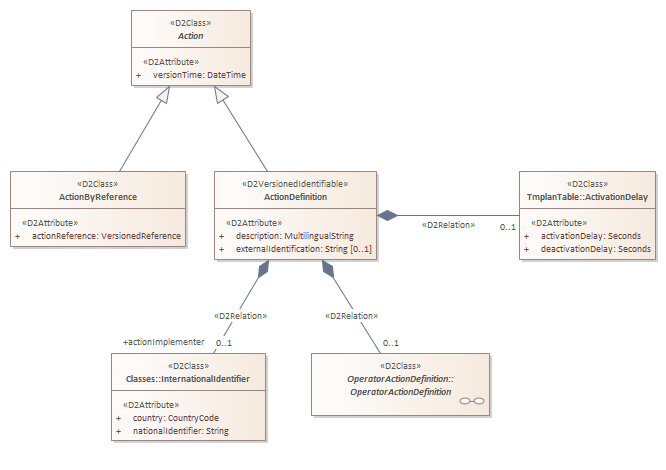 «D2Class»
Action
«D2Attribute»
+ versionTime: DateTime
«D2Class»
ActionByReference
«D2Attribute»
+ actionReference: VersionedReference
«D2VersionedIdentifiable»
ActionDefinition
«D2Attribute»
+ description: MultilingualString
+ externalIdentification: String [0..1]
«D2Class»
TmplanTable::ActivationDelay
«D2Attribute»
+ activationDelay: Seconds
+ deactivationDelay: Seconds
«D2Relation»
0..1
«D2Relation»
«D2Relation»
+actionImplementer
0..1
0..1
«D2Class»
Classes::InternationalIdentifier
«D2Attribute»
+ country: CountryCode
+ nationalIdentifier: String
«D2Class»
OperatorActionDefinition::
OperatorActionDefinition